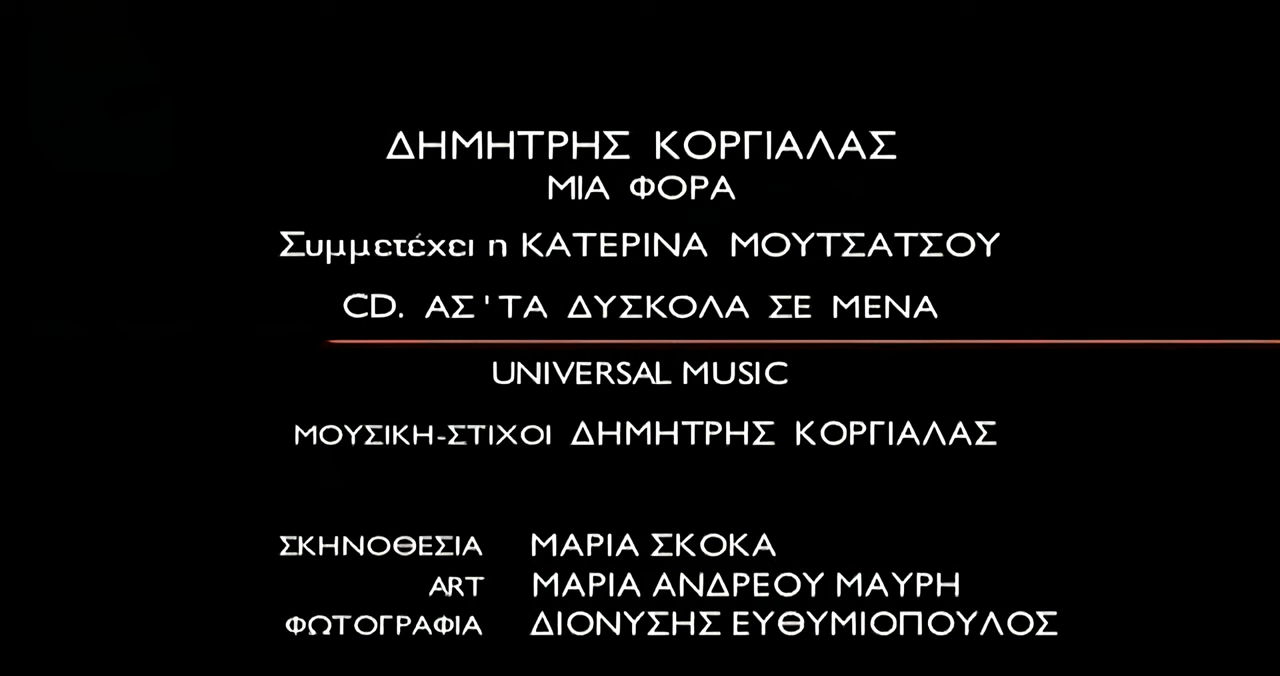 ΔΗΜΗΤΡΗΣ ΚΟΡΓΙΑΛΑΣ
ΜΙΑ ΦΟΡΑ
Συμμετέχει η ΚΑΤΕΡΙΝΑ ΜΟΥΤΣΑΤΣΟΥ
CD. ΑΣ ' ΤΑ ΔΥΣΚΟΛΑ ΣΕ ΜΕΝΑ
UNIVERSAL MUSIC
ΜΟΥΣΙΚΗ-ΣΤΙΧΟΙ ΔΗΜΗΤΡΗΣ ΚΟΡΓΙΑΛΑΣ
ΣΚΗΝΟΘΕΣΙΑ ΜΑΡΙΑ ΣΚΟΚΑ
ART ΜΑΡΙΑ ΑΝΔΡΕΟΥ ΜΑΥΡΗ
ΦΩΤΟΓΡΑΦΙΑ ΔΙΟΝΥΣΗΣ ΕΥΘΥΜΙΟΠΟΥΛΟΣ